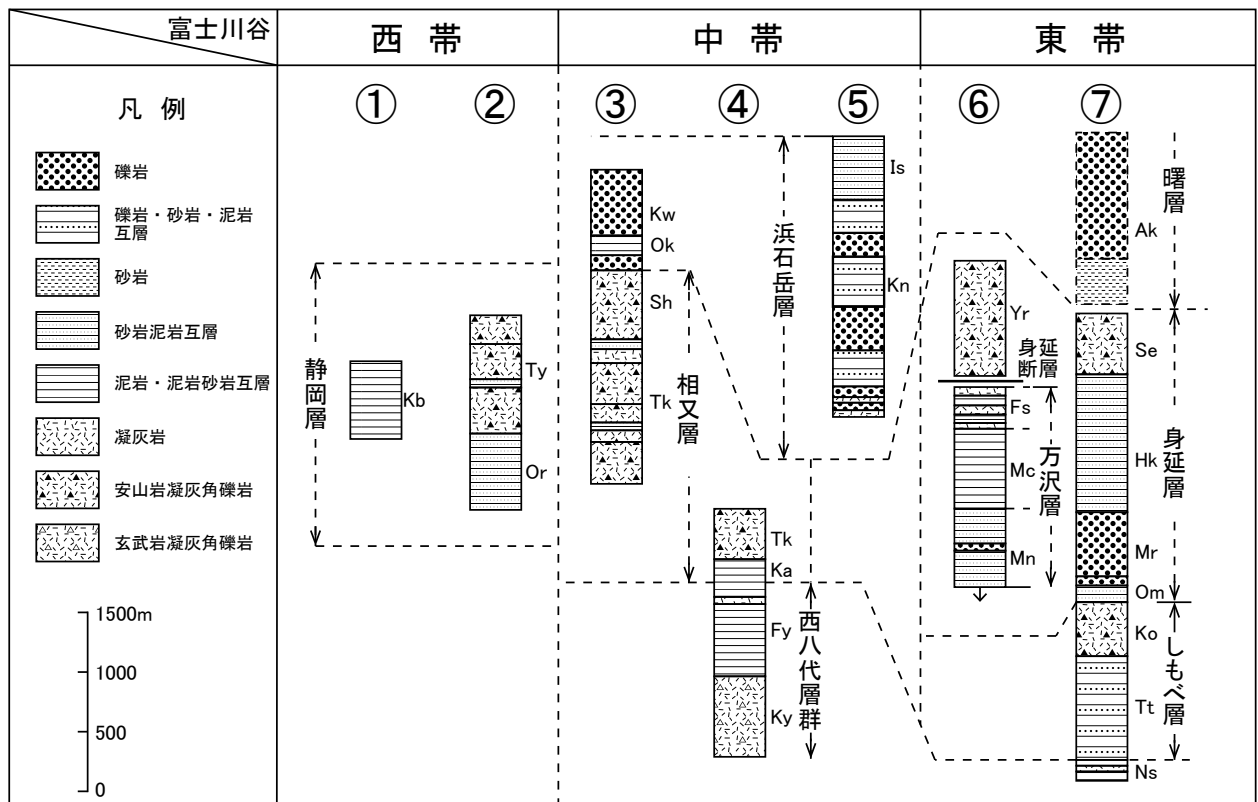 富士川谷
西帯
中帯
東帯
凡例
礫岩
礫岩・砂岩・泥岩
互層
砂岩
砂岩泥岩互層
泥岩・泥岩砂岩互層
凝灰岩
安山岩凝灰角礫岩
玄武岩凝灰角礫岩
1500m
1000
500
0
①
②
③
④
⑤
⑥
⑦
静岡層
Kb
Ty
Or
Kw
Ok
Sh
Tk
相又層
Tk
Ka
Fy
Ky
西八代層群
浜石岳層
Is
Kn
Yr
身延層
断層
Fs
Mc
Mn
万沢層
Ak
Se
Hk
Mr
Om
Ko
Tt
Ns
曙層
身延層
しもべ層